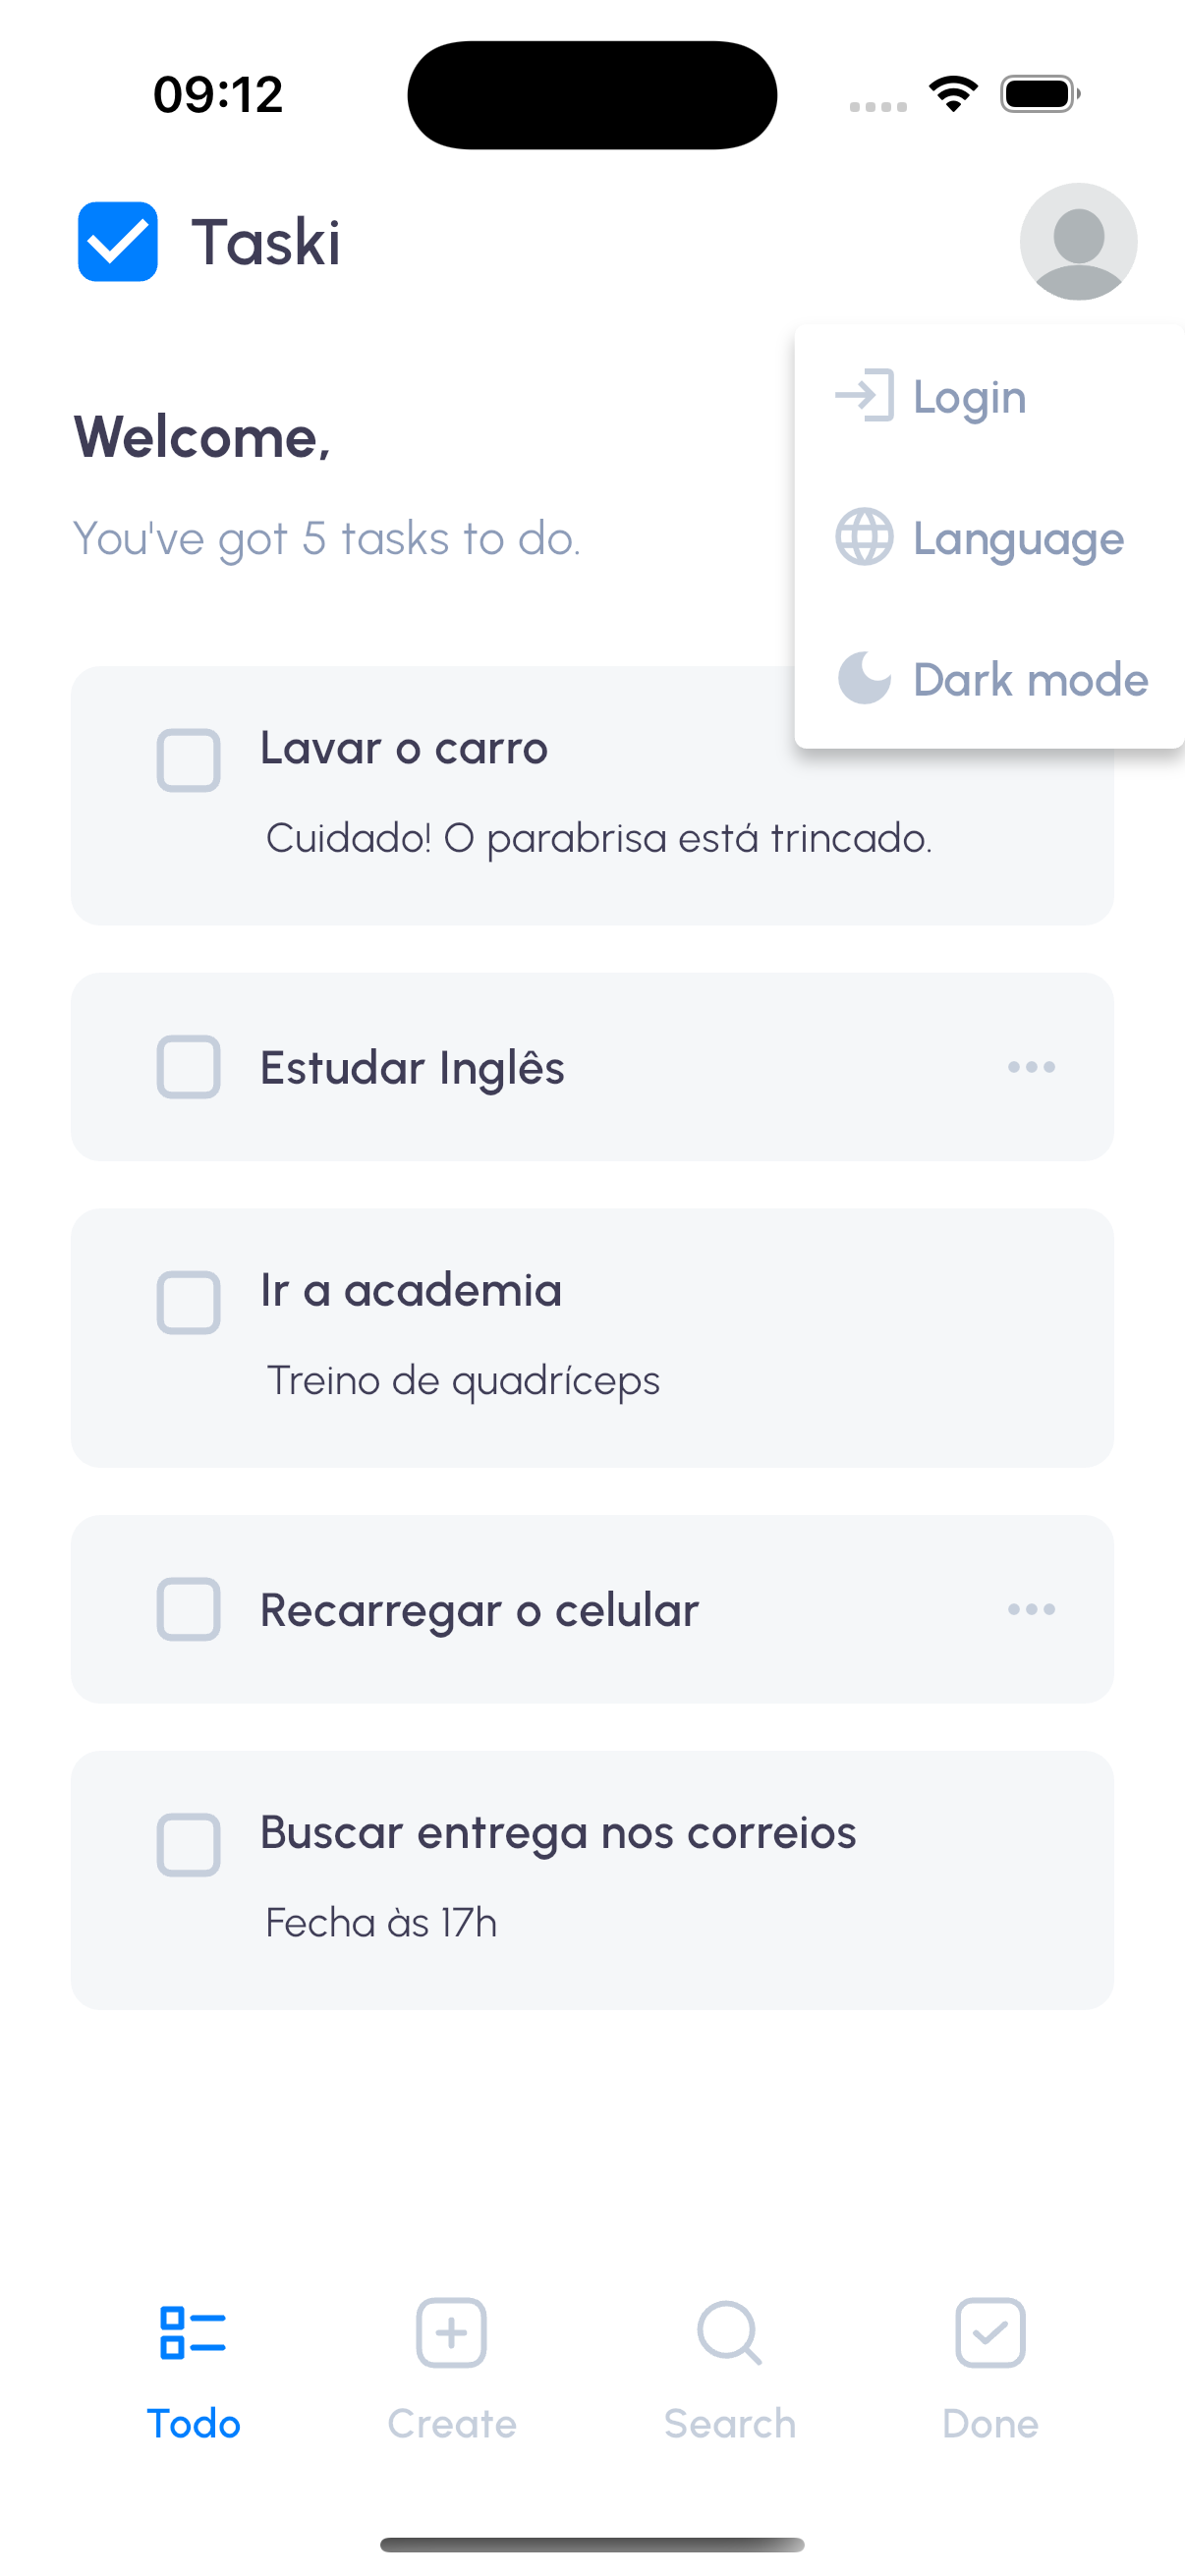 09:12
Taski
Login
Welcome,
Language
You've got 5 tasks to do.
Dark mode
Lavar o carro
Cuidado! O parabrisa está trincado.
Estudar Inglês
Ir a academia
Treino de quadríceps
Recarregar o celular
Buscar entrega nos correios
Fecha às 17h
Todo
Create
Search
Done